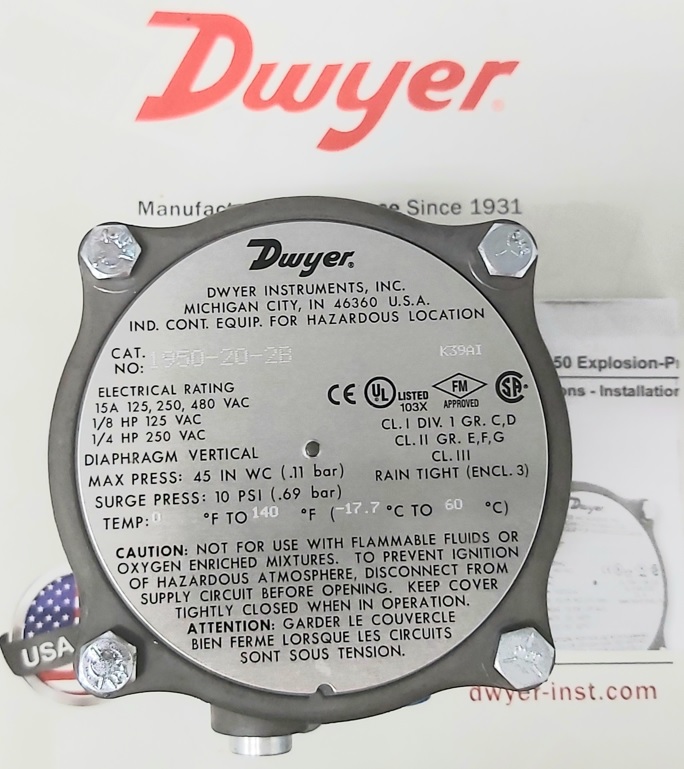 Dwyer.
Manufac
ce Since 1931
Dwyer.
DWYER INSTRUMENTS, INC.
MICHIGAN CITY, IN 46360 U.S.A.
IND. CONT. EQUIP. FOR HAZARDOUS LOCATION
CAT. NO: 1950-20-2B
K39AI
ELECTRICAL RATING
15A 125, 250, 480 VAC
1/8 HP 125 VAC
1/4 HP 250 VAC
CE UL LISTED 103X FM APPROVED SA
CL. I DIV. 1 GR. C,D
CL. II GR. E,F,G
CL. III
RAIN TIGHT (ENCL. 3)
DIAPHRAGM VERTICAL
MAX PRESS: 45 IN WC (.11 bar)
SURGE PRESS: 10 PSI (.69 bar)
TEMP: 0 °F TO 140 °F (-17.7 °C TO 60 °C)
CAUTION: NOT FOR USE WITH FLAMMABLE FLUIDS OR
OXYGEN ENRICHED MIXTURES. TO PREVENT IGNITION
OF HAZARDOUS ATMOSPHERE, DISCONNECT FROM
SUPPLY CIRCUIT BEFORE OPENING. KEEP COVER
TIGHTLY CLOSED WHEN IN OPERATION.
ATTENTION: GARDER LE COUVERCLE
BIEN FERME LORSQUE LES CIRCUITS
SONT SOUS TENSION.
50 Explosion-P
ons - Installation
Dwyer
USA
dwyer-inst.com